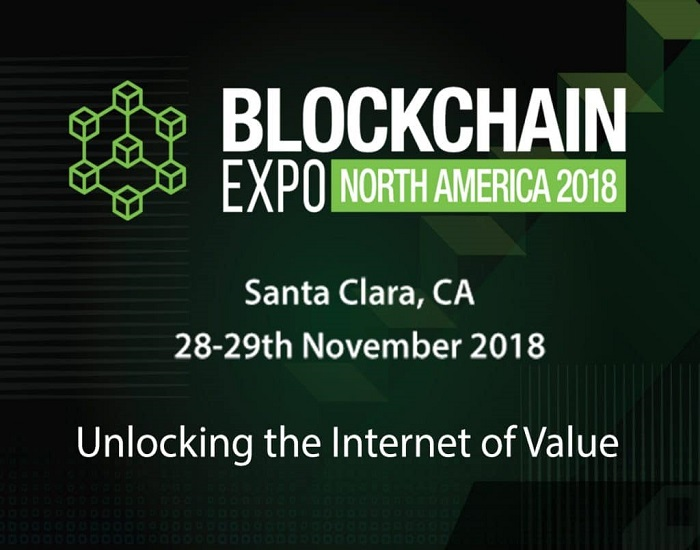 BLOCKCHAIN
EXPO NORTH AMERICA 2018
Santa Clara, CA
28-29th November 2018
Unlocking the Internet of Value